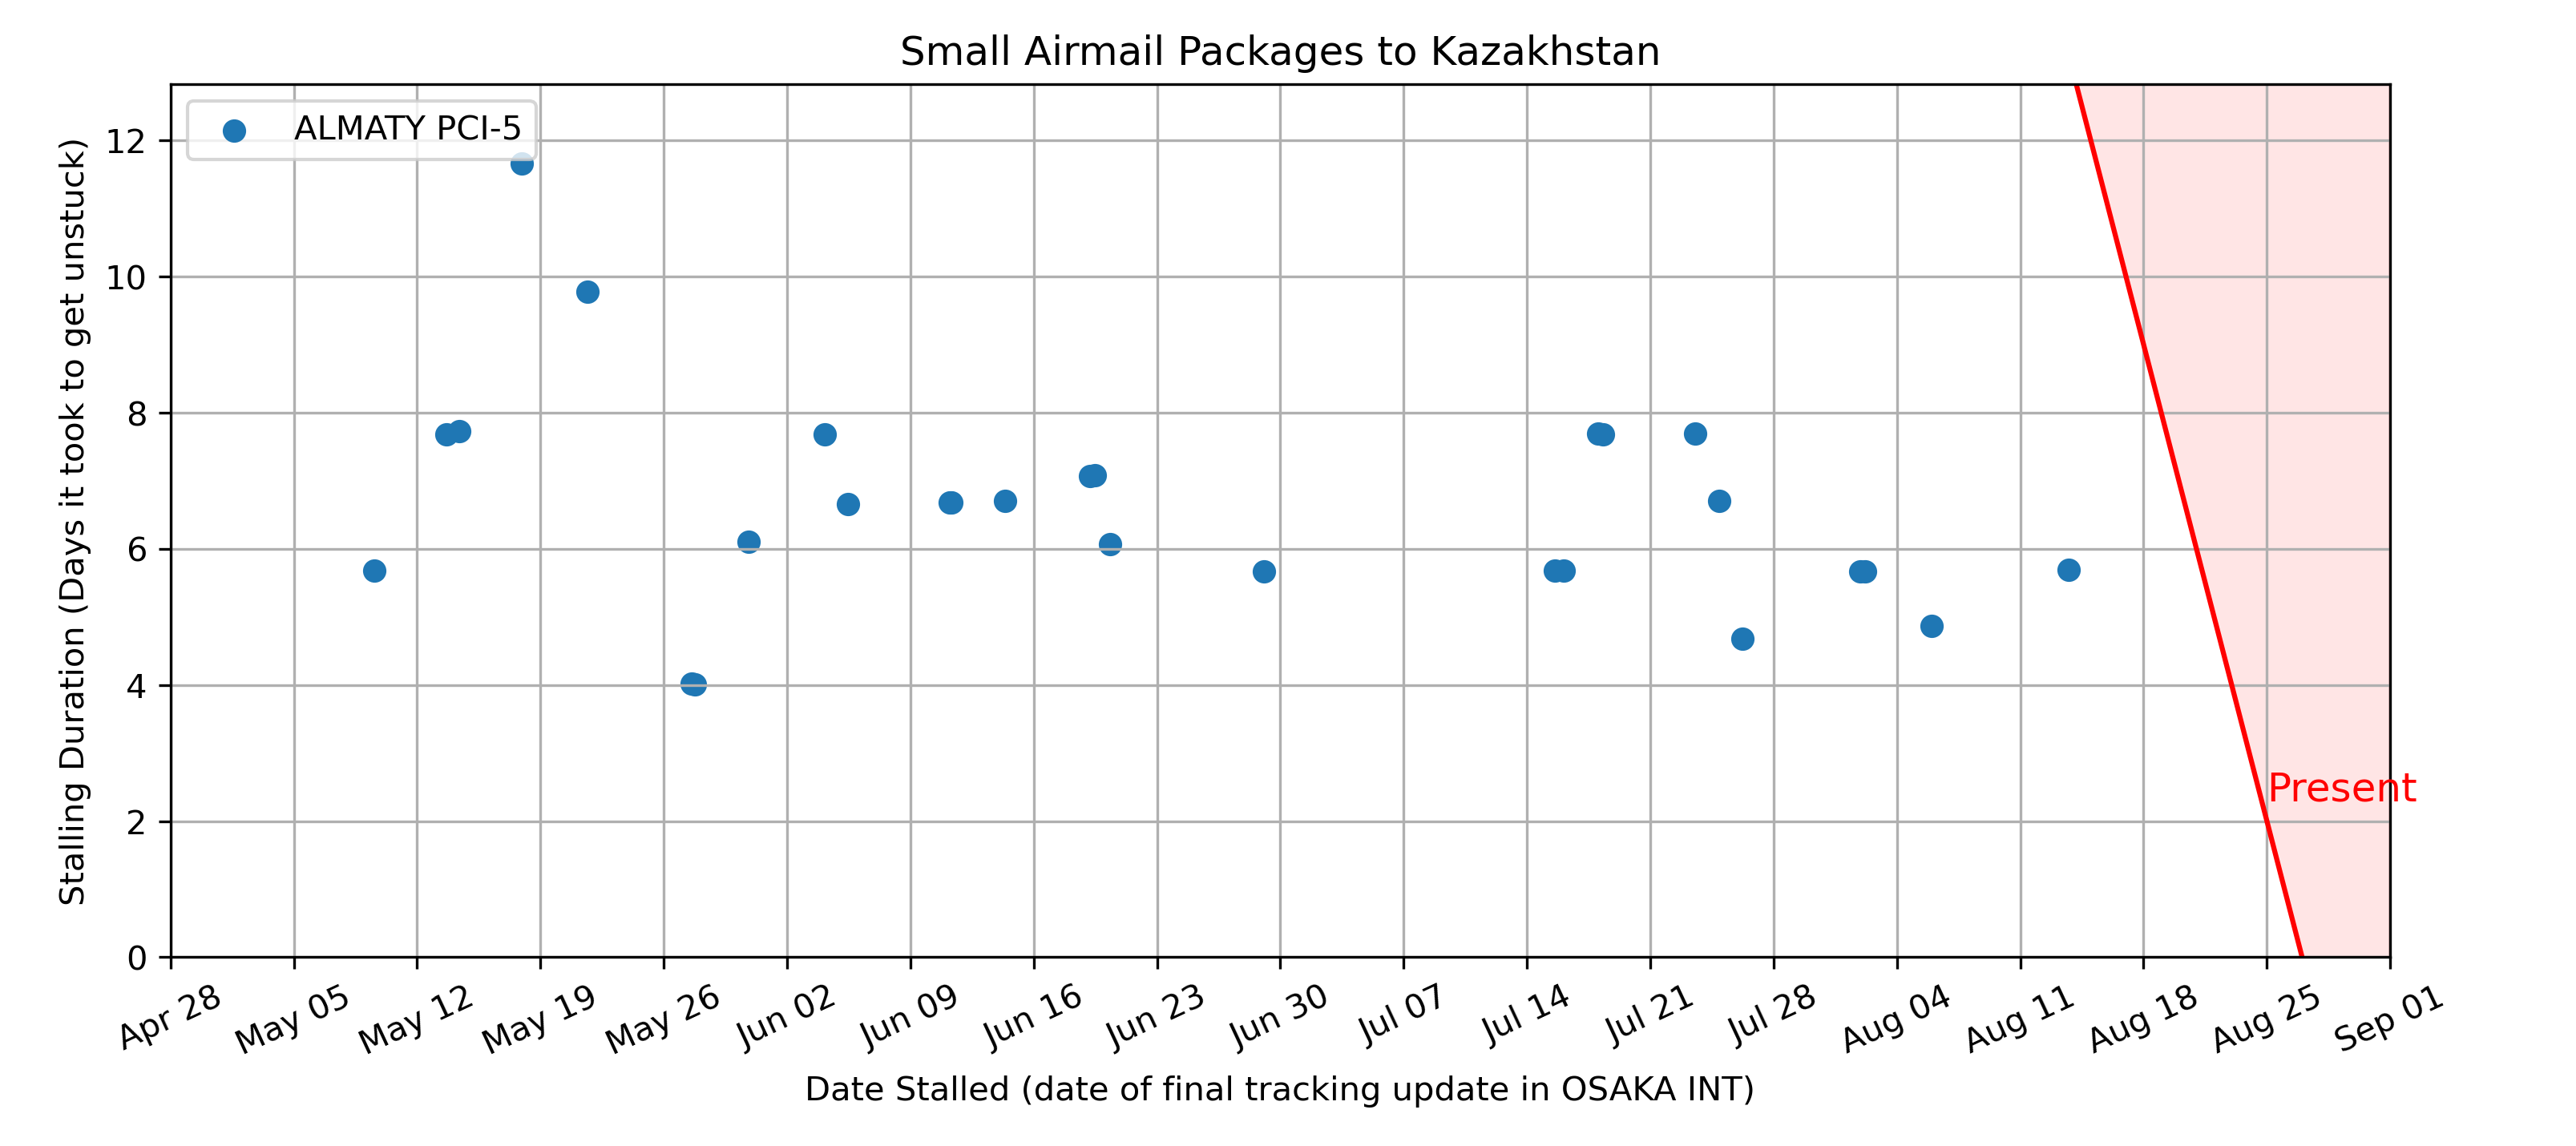 Small Airmail Packages to Kazakhstan
ALMATY PCI-5
Stalling Duration (Days it took to get unstuck)
12
10
8
6
4
2
0
Present
Apr 28
May 05
May 12
May 19
May 26
Jun 02
Jun 09
Jun 16
Jun 23
Jun 30
Jul 07
Jul 14
Jul 21
Jul 28
Aug 04
Aug 11
Aug 18
Aug 25
Sep 01
Date Stalled (date of final tracking update in OSAKA INT)